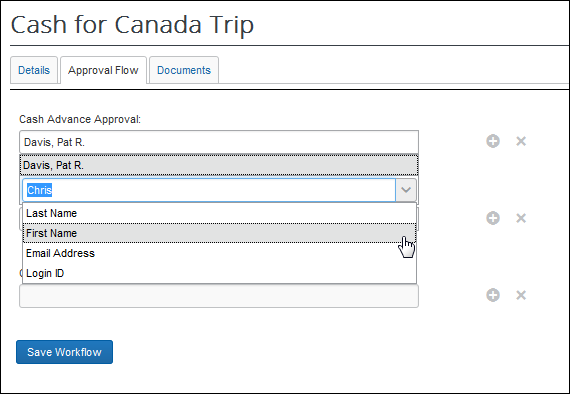 Cash for Canada Trip
Details
Approval Flow
Documents
Cash Advance Approval:
Davis, Pat R.
Davis, Pat R.
Chris
Last Name
First Name
Email Address
Login ID
Save Workflow